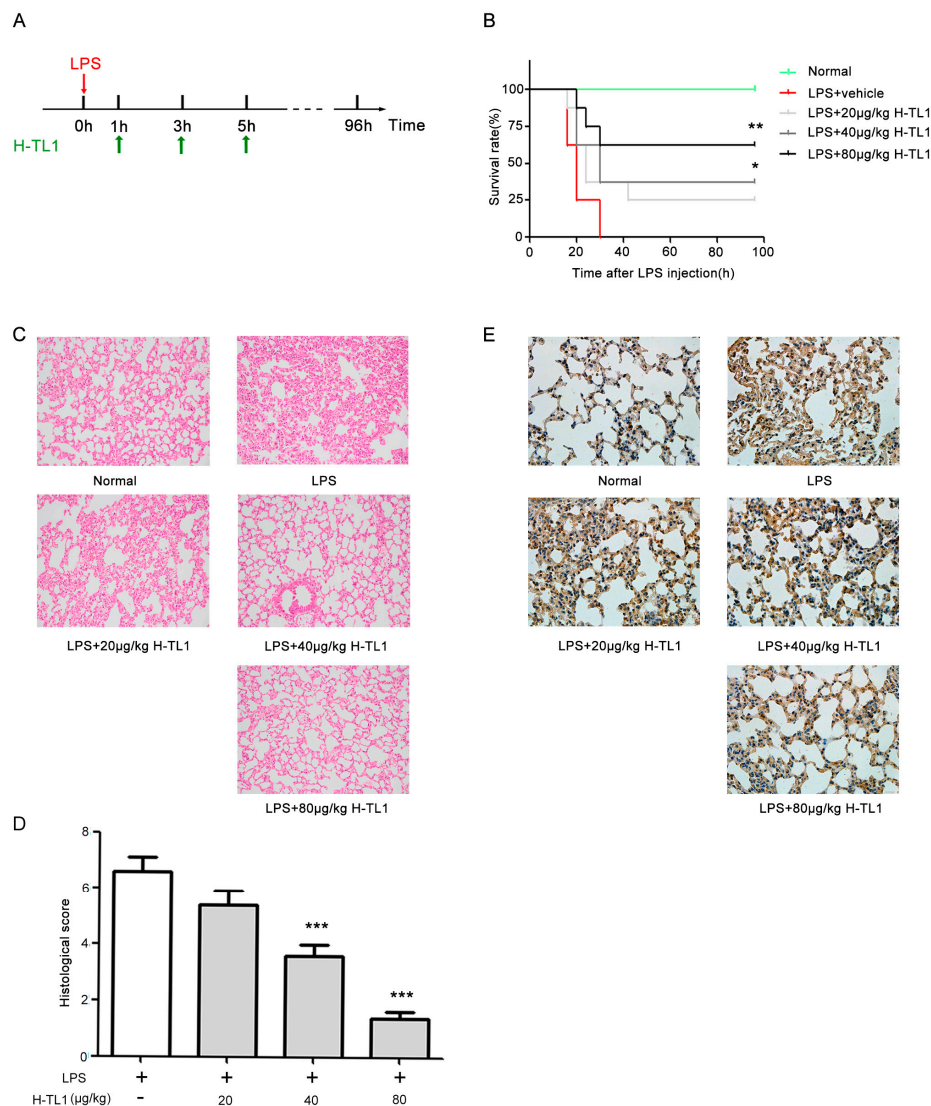 A
LPS
0h 1h 3h 5h 96h Time
H-TL1
B
Survival rate(%)
100
75
50
25
0
0 20 40 60 80 100
Time after LPS injection(h)
**
*
Normal
LPS+vehicle
LPS+20μg/kg H-TL1
LPS+40μg/kg H-TL1
LPS+80μg/kg H-TL1
C
Normal
LPS
LPS+20μg/kg H-TL1
LPS+40μg/kg H-TL1
LPS+80μg/kg H-TL1
E
Normal
LPS
LPS+20μg/kg H-TL1
LPS+40μg/kg H-TL1
LPS+80μg/kg H-TL1
D
Histological score
8
6
4
2
0
***
***
LPS + + + +
H-TL1 (μg/kg) - 20 40 80